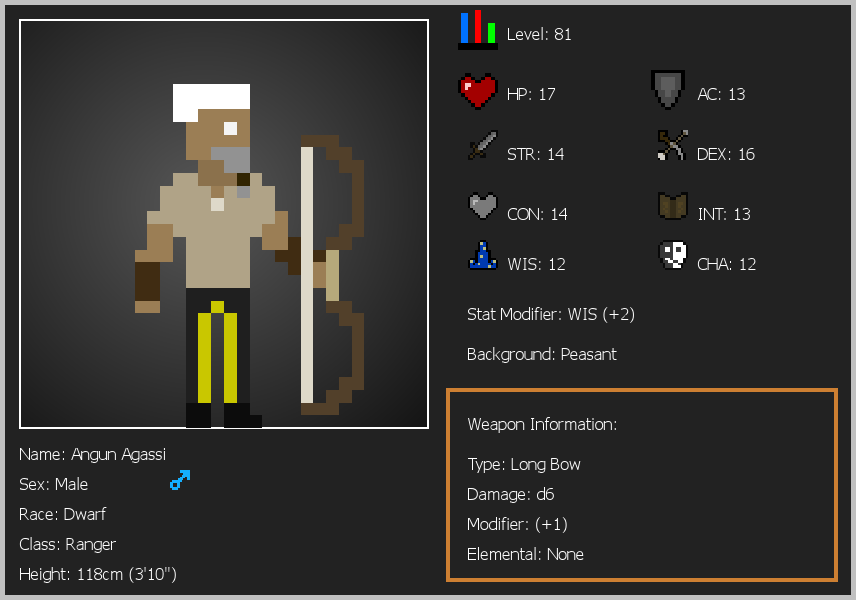 Level: 81
HP: 17
AC: 13
STR: 14
DEX: 16
CON: 14
INT: 13
WIS: 12
CHA: 12
Stat Modifier: WIS (+2)
Background: Peasant
Weapon Information:
Type: Long Bow
Damage: d6
Modifier: (+1)
Elemental: None
Name: Angun Agassi
Sex: Male
Race: Dwarf
Class: Ranger
Height: 118cm (3'10")